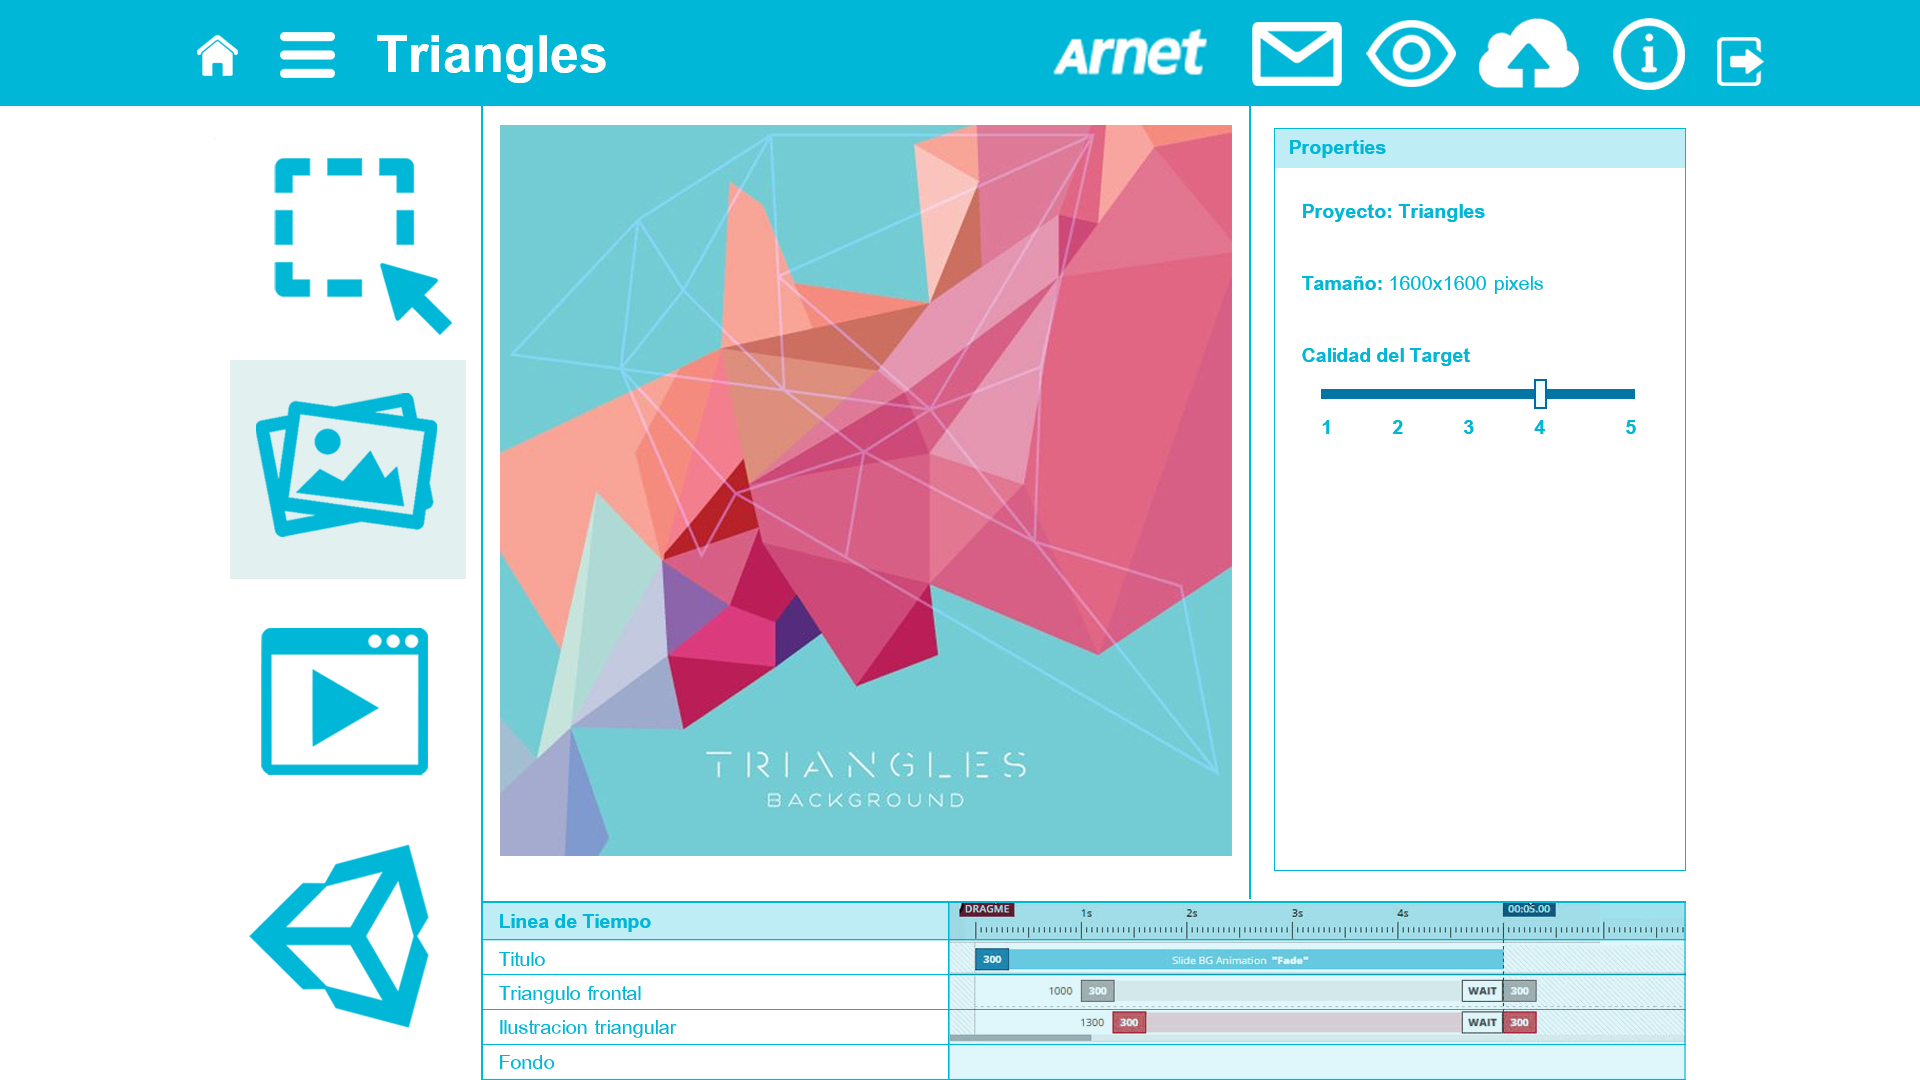 Triangles
Arnet
Properties
Proyecto: Triangles
Tamaño: 1600x1600 pixels
Calidad del Target
1 2 3 4 5
TRIANGLES
BACKGROUND
Linea de Tiempo
DRAGME 1s 2s 3s 4s 00:05.00
Titulo
300 Slide BG Animation "Fade"
Triangulo frontal
1000 300 WAIT 300
Ilustracion triangular
1300 300 WAIT 300
Fondo